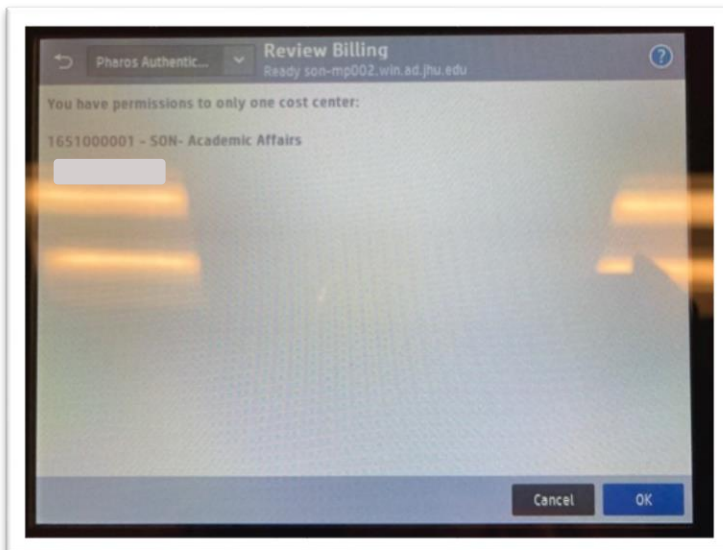 Pharos Authentic...
Review Billing
Ready son-mp002.win.ad.jhu.edu
?
You have permissions to only one cost center:
1651000001 - SON- Academic Affairs
Cancel
OK